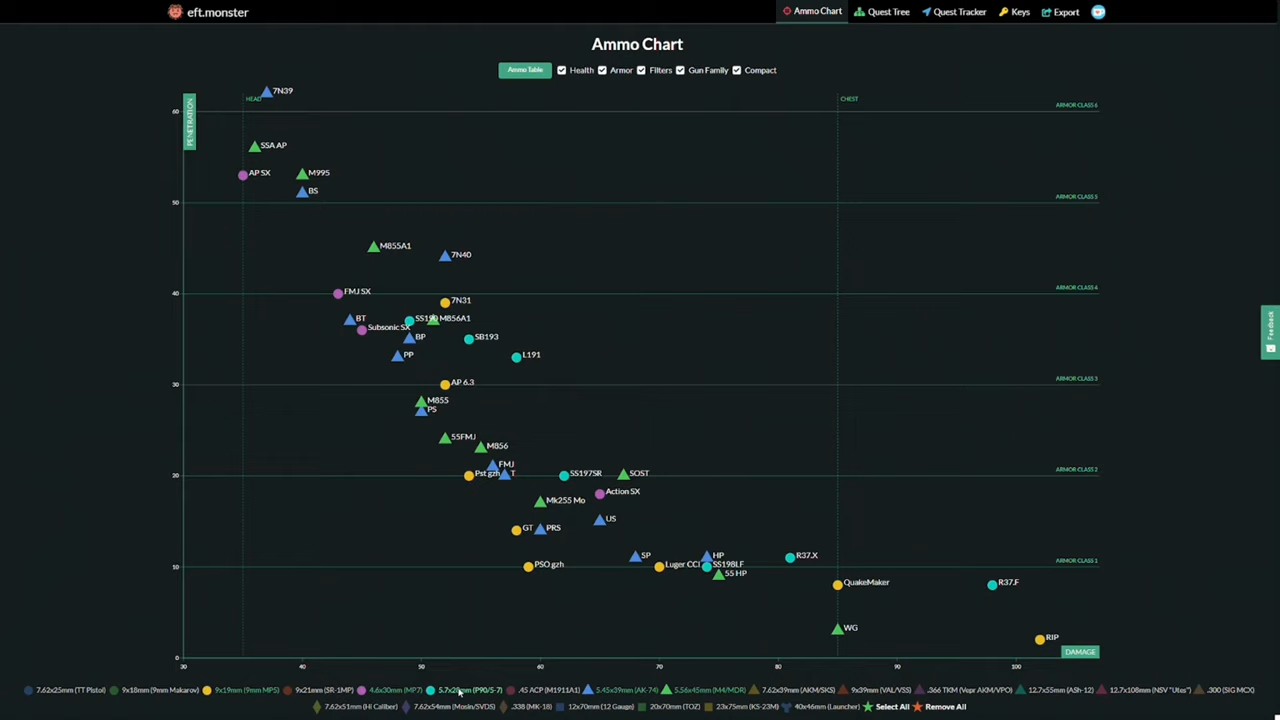 eft.monster
Ammo Chart
Quest Tree
Quest Tracker
Keys
Export
Ammo Chart
Ammo Table
Health
Armor
Filters
Gun Family
Compact
PENETRATION
HEAD
CHEST
7N39
60
ARMOR CLASS 6
SSA AP
AP SX
M995
BS
50
ARMOR CLASS 5
M855A1
7N40
40
ARMOR CLASS 4
FMJ SX
7N31
BT
SS190
M856A1
Subsonic SX
BP
SB193
PP
L191
30
AP 6.3
ARMOR CLASS 3
M855
PS
55FMJ
M856
FMJ
20
Pst gzh
T
SS197SR
SOST
ARMOR CLASS 2
Action SX
Mk255 Mo
US
GT
PRS
SP
HP
R37.X
10
PSO gzh
Luger CCI
SS198LF
ARMOR CLASS 1
55 HP
QuakeMaker
R37.F
WG
RIP
0
DAMAGE
30
40
50
60
70
80
90
100
7.62x25mm (TT Pistol)
9x18mm (9mm Makarov)
9x19mm (9mm MP5)
9x21mm (SR-1MP)
4.6x30mm (MP7)
5.7x28mm (P90/5-7)
.45 ACP (M1911A1)
5.45x39mm (AK-74)
5.56x45mm (M4/MDR)
7.62x39mm (AKM/SKS)
9x39mm (VAL/VSS)
.366 TKM (Vepr AKM/VPO)
12.7x55mm (ASh-12)
12.7x108mm (NSV "Utes")
.300 (SIG MCX)
7.62x51mm (HI Caliber)
7.62x54mm (Mosin/SVDS)
.338 (MK-18)
12x70mm (12 Gauge)
20x70mm (TOZ)
23x75mm (KS-23M)
40x46mm (Launcher)
Select All
Remove All
Feedback